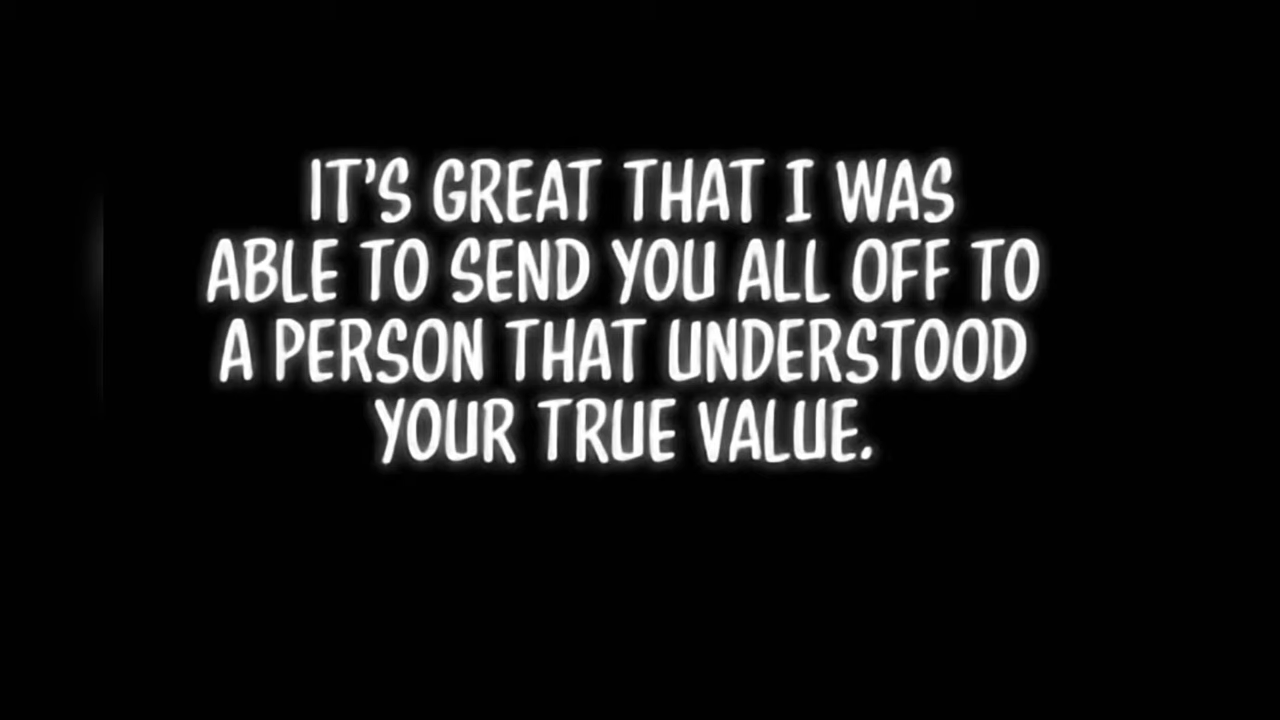 IT'S GREAT THAT I WAS
ABLE TO SEND YOU ALL OFF TO
A PERSON THAT UNDERSTOOD
YOUR TRUE VALUE.